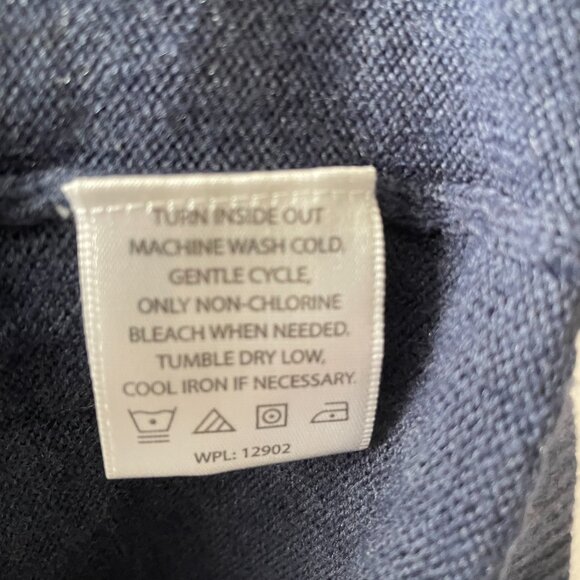 TURN INSIDE OUT
MACHINE WASH COLD,
GENTLE CYCLE,
ONLY NON-CHLORINE
BLEACH WHEN NEEDED.
TUMBLE DRY LOW,
COOL IRON IF NECESSARY.
WPL: 12902